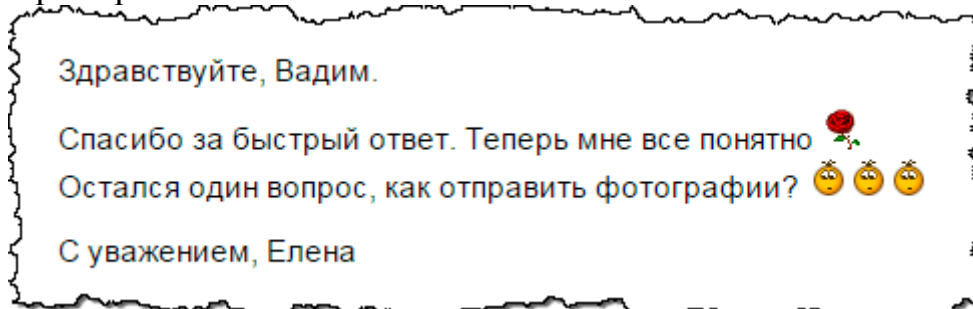 Здравствуйте, Вадим.
Спасибо за быстрый ответ. Теперь мне все понятно
Остался один вопрос, как отправить фотографии?
С уважением, Елена